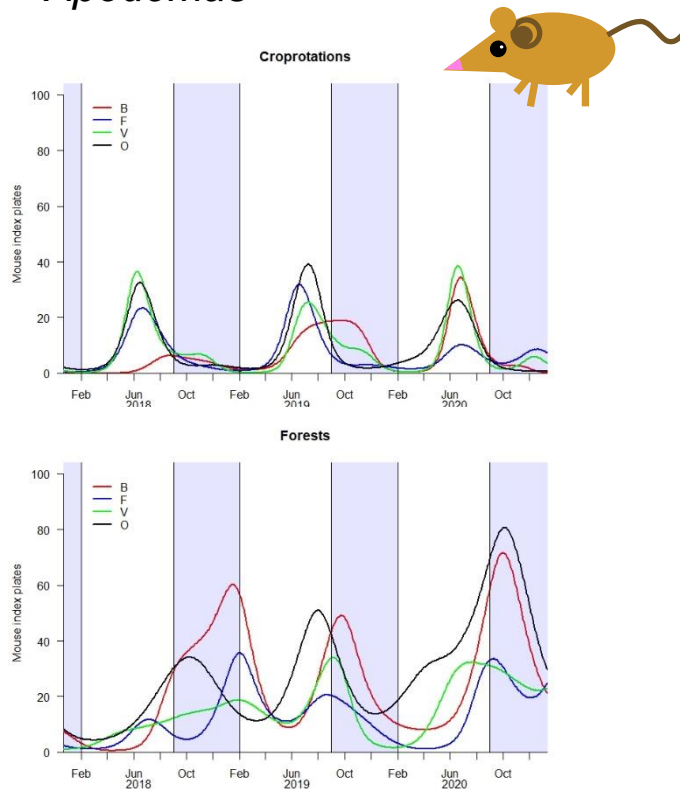 Croprotations
Mouse index plates
100
80
60
40
20
0
B
F
V
O
Feb Jun Oct Feb Jun Oct Feb Jun Oct
2018 2019 2020
Forests
Mouse index plates
100
80
60
40
20
0
B
F
V
O
Feb Jun Oct Feb Jun Oct Feb Jun Oct
2018 2019 2020